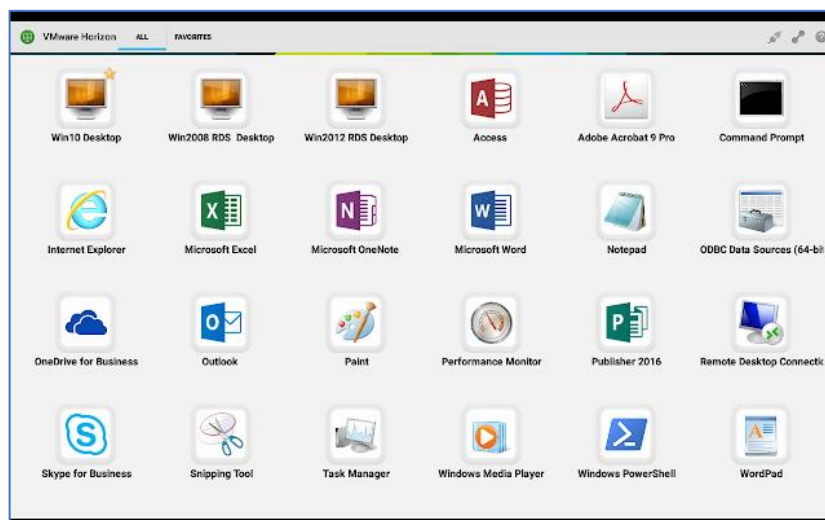 VMware Horizon ALL FAVORITES
Win10 Desktop Win2008 RDS Desktop Win2012 RDS Desktop Access Adobe Acrobat 9 Pro Command Prompt
Internet Explorer Microsoft Excel Microsoft OneNote Microsoft Word Notepad ODBC Data Sources (64-bit
OneDrive for Business Outlook Paint Performance Monitor Publisher 2016 Remote Desktop Connectic
Skype for Business Snipping Tool Task Manager Windows Media Player Windows PowerShell WordPad